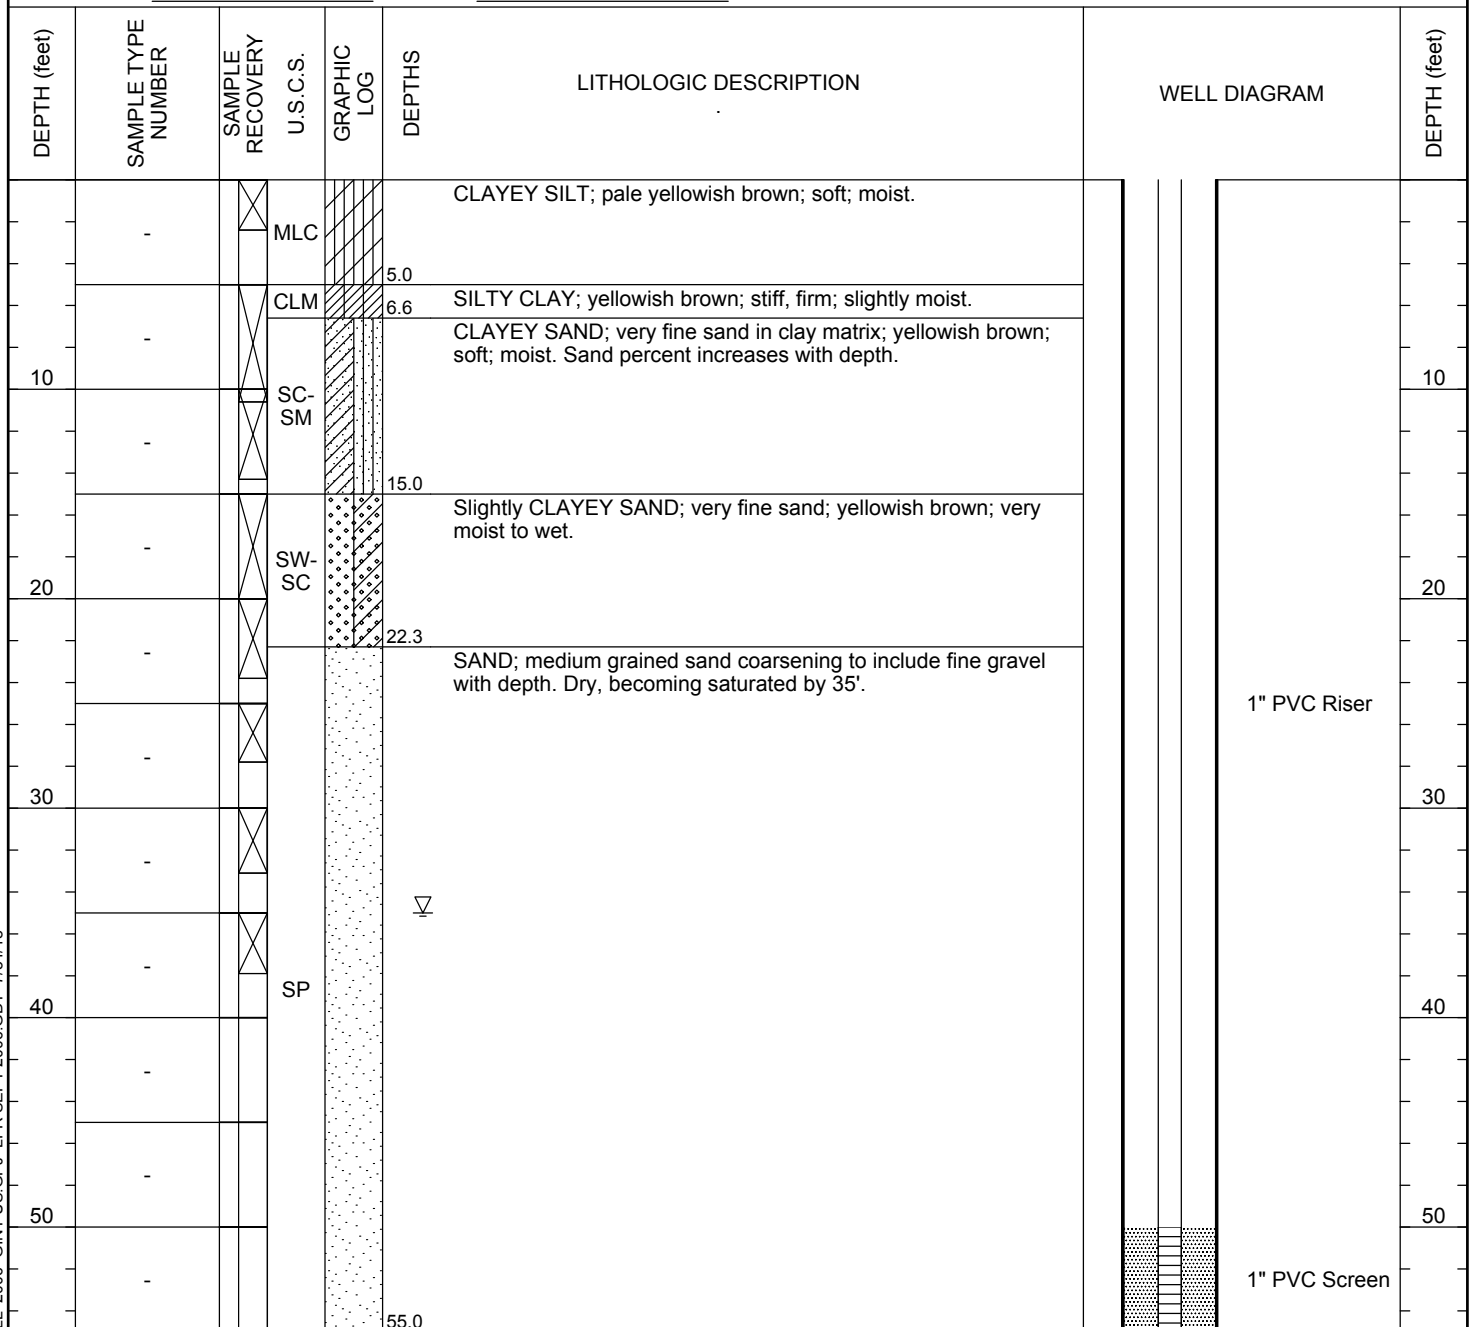 DEPTH (feet)
SAMPLE TYPE
NUMBER
SAMPLE
RECOVERY
U.S.C.S.
GRAPHIC
LOG
DEPTHS
LITHOLOGIC DESCRIPTION
.
WELL DIAGRAM
DEPTH (feet)
CLAYEY SILT; pale yellowish brown; soft; moist.
-
MLC
5.0
CLM
6.6
SILTY CLAY; yellowish brown; stiff, firm; slightly moist.
CLAYEY SAND; very fine sand in clay matrix; yellowish brown;
soft; moist. Sand percent increases with depth.
-
10
10
SC-
SM
-
15.0
Slightly CLAYEY SAND; very fine sand; yellowish brown; very
moist to wet.
-
SW-
SC
20
20
22.3
-
SAND; medium grained sand coarsening to include fine gravel
with depth. Dry, becoming saturated by 35'.
1" PVC Riser
-
30
30
-
-
SP
40
40
-
-
50
50
-
1" PVC Screen
55.0